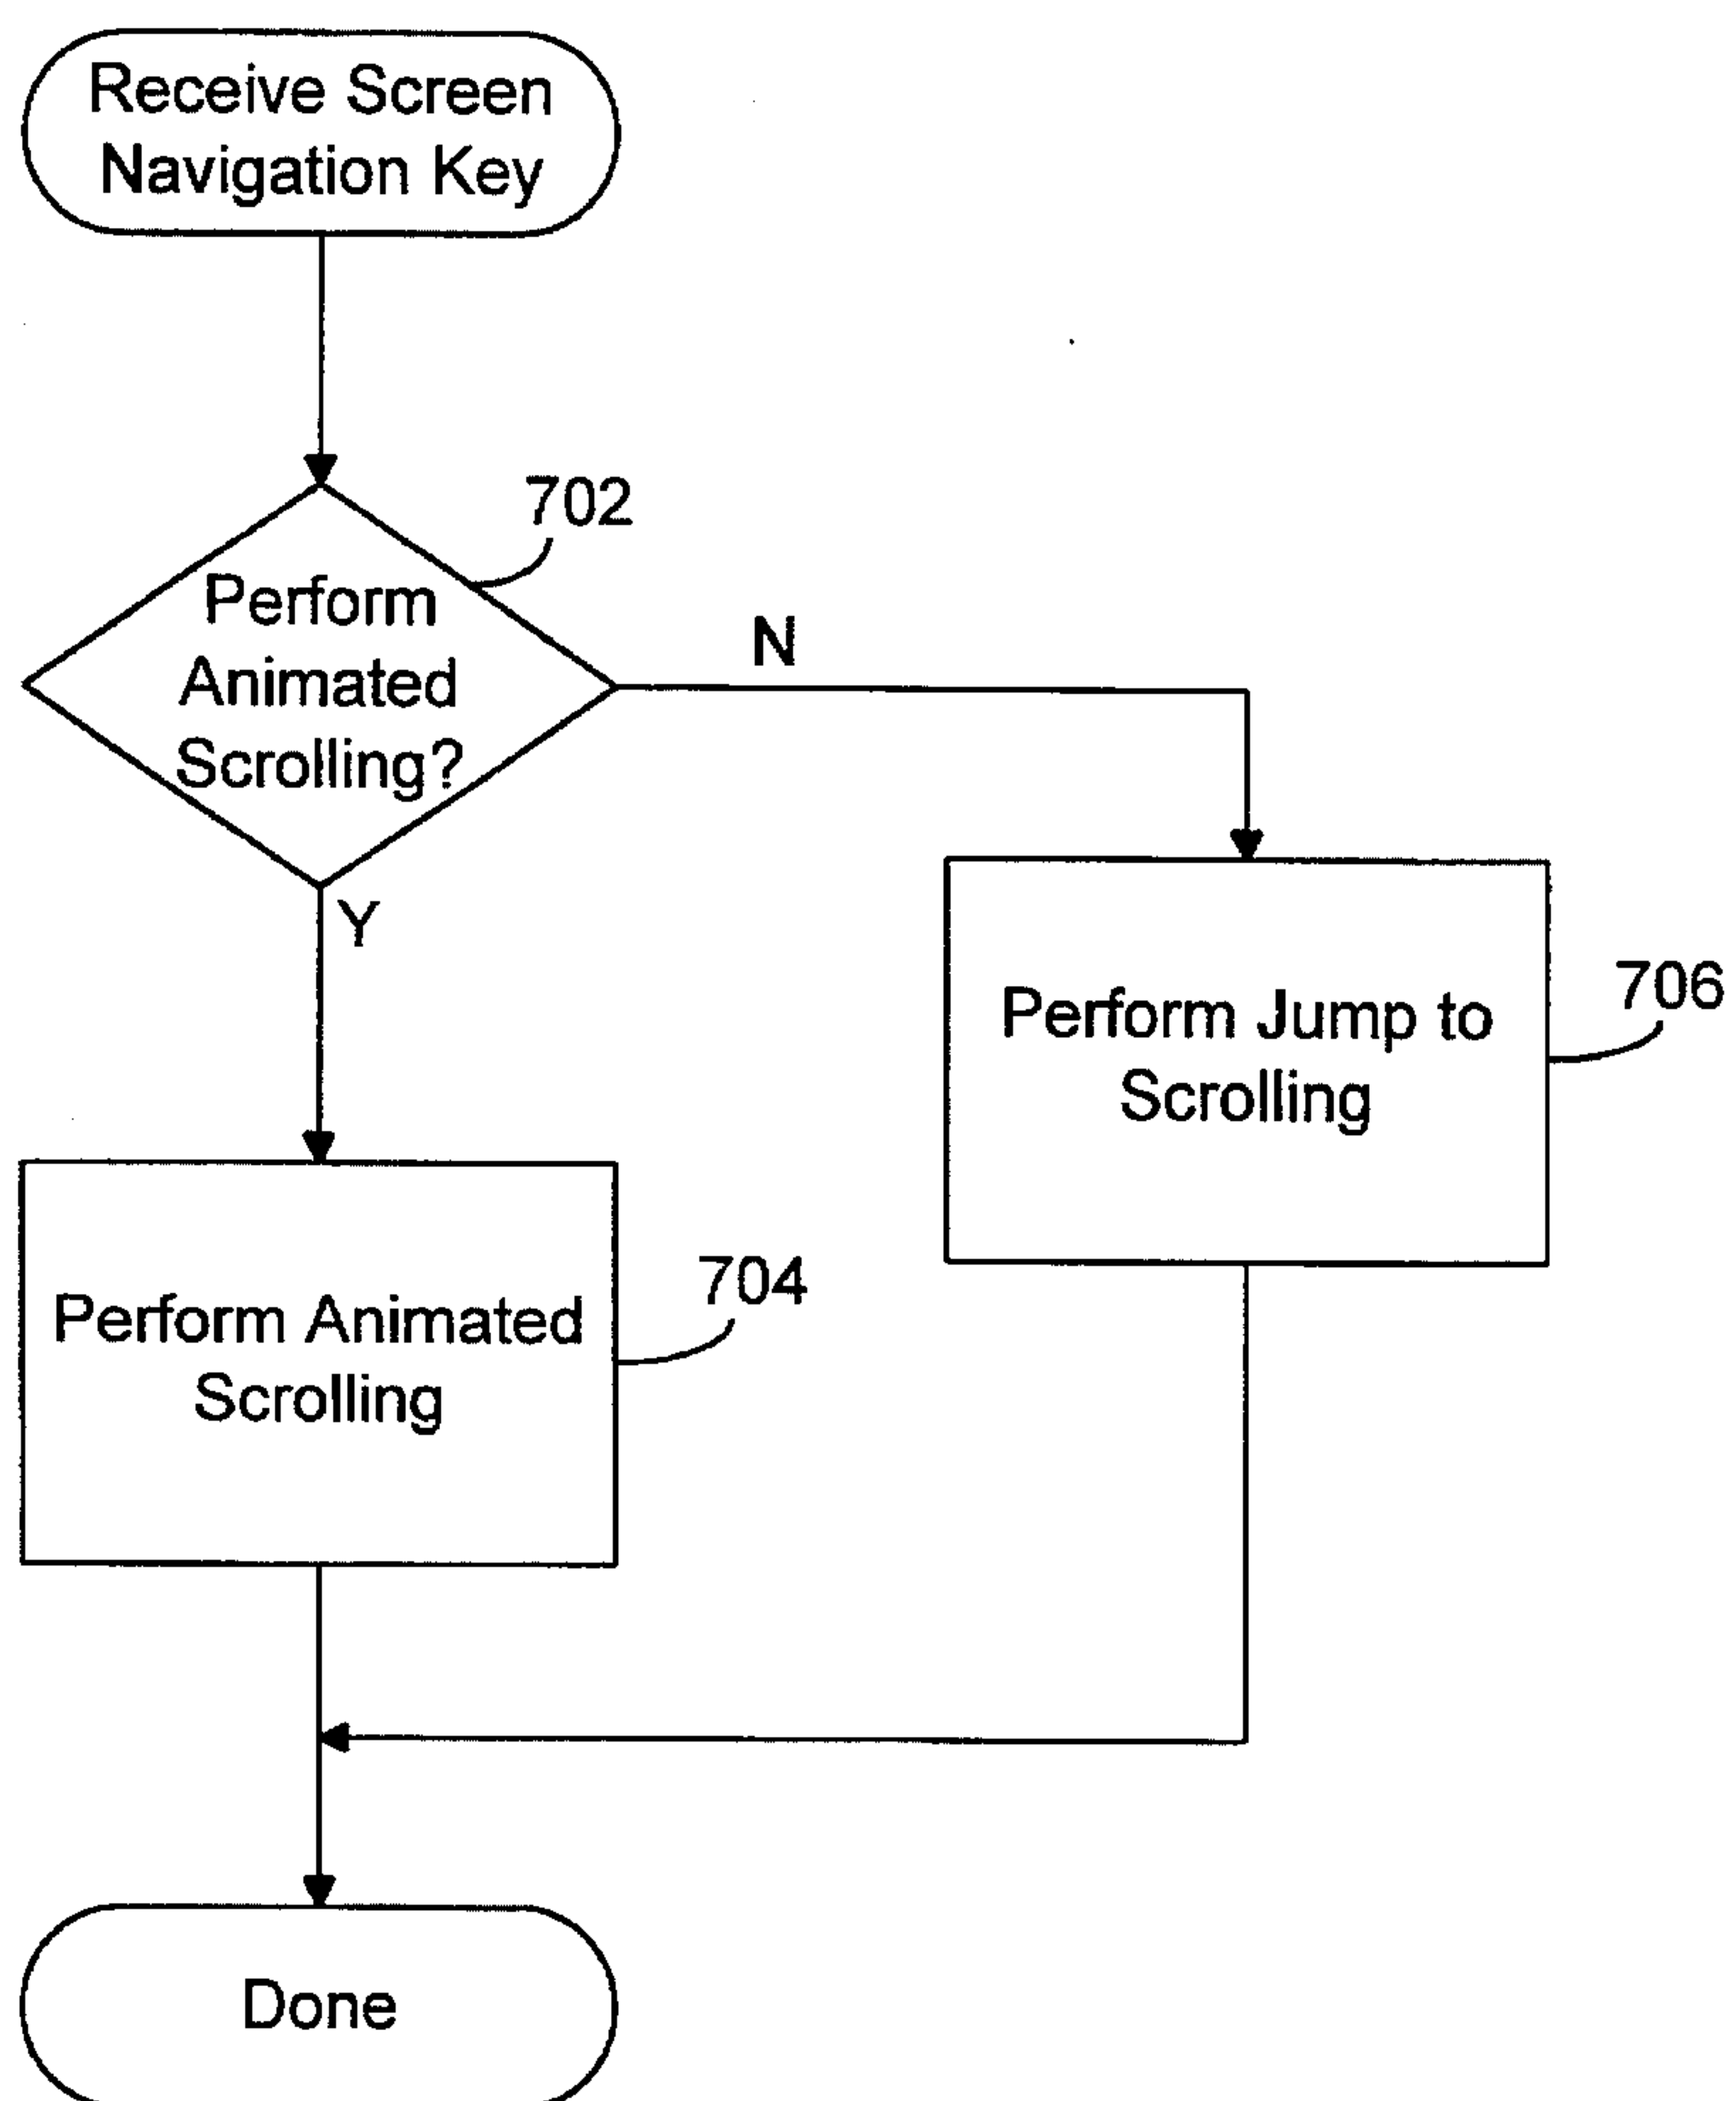 Receive Screen
Navigation Key
702
Perform
Animated
Scrolling?
N
Y
706
Perform Jump to
Scrolling
704
Perform Animated
Scrolling
Done